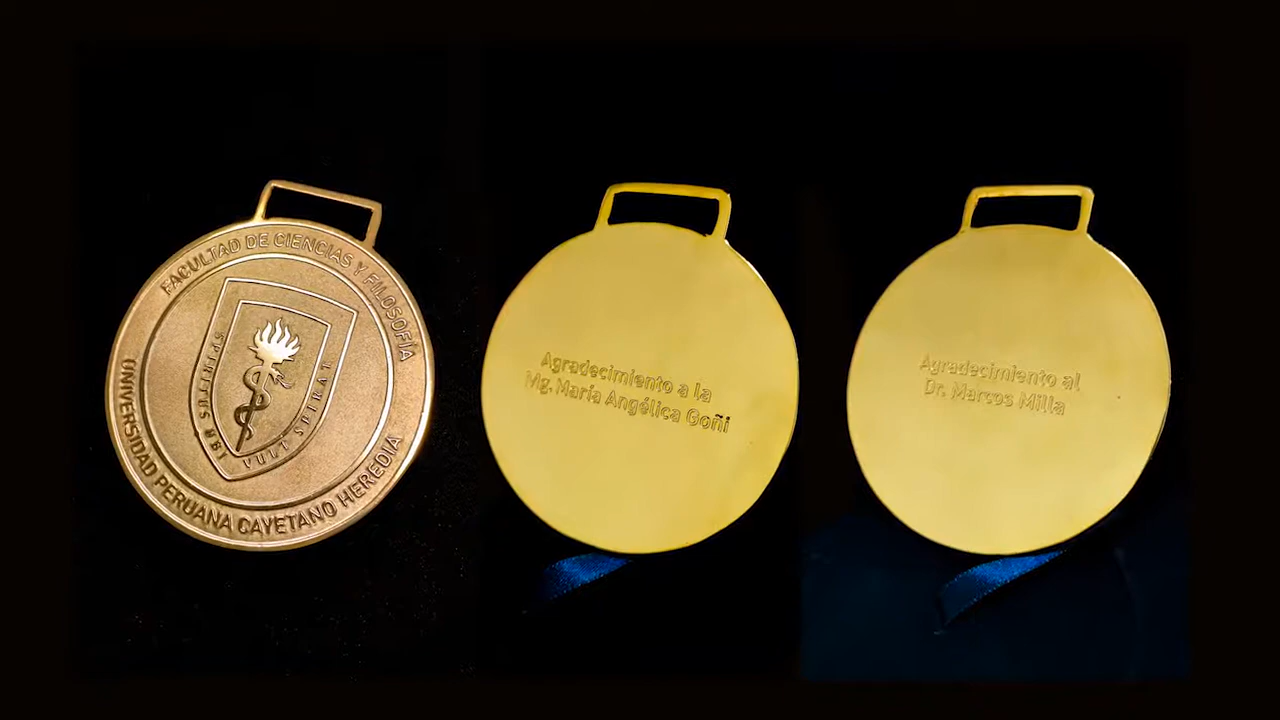 FACULTAD DE CIENCIAS Y FILOSOFÍA
SPIRITUS UBI
VULT SPIRAT
UNIVERSIDAD PERUANA CAYETANO HEREDIA
Agradecimiento a la
Mg. María Angélica Goñi
Agradecimiento al
Dr. Marcos Milla